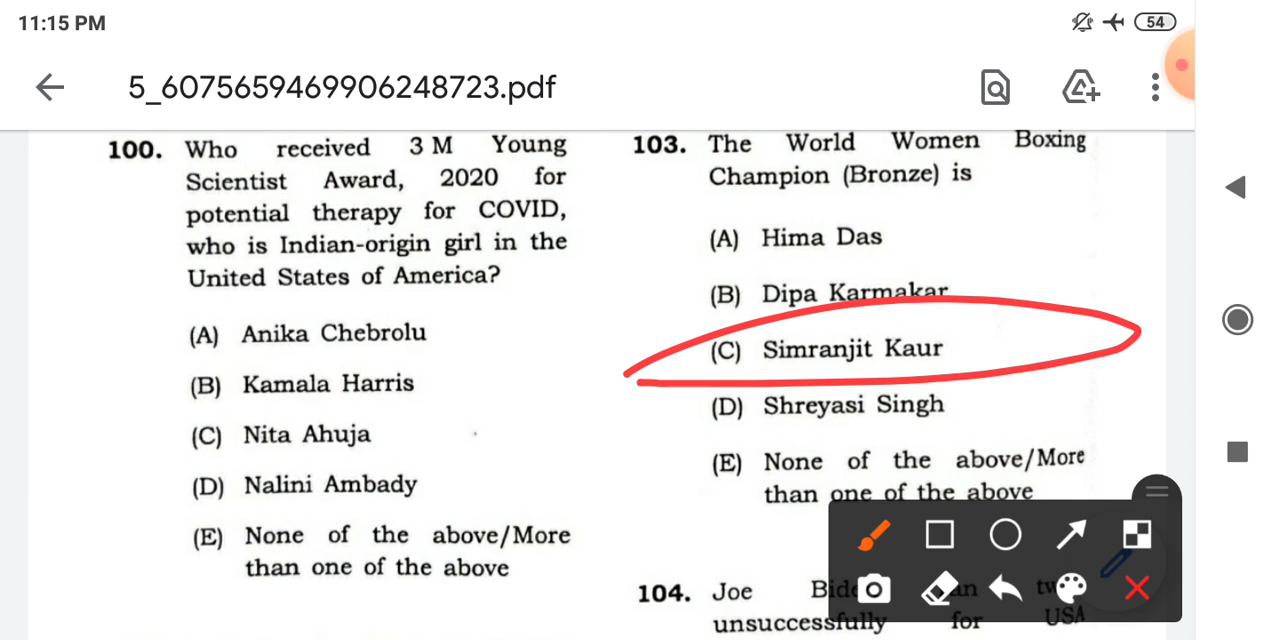 11:15 PM
54
5_6075659469906248723.pdf
100. Who received 3 M Young
Scientist Award, 2020 for
potential therapy for COVID,
who is Indian-origin girl in the
United States of America?
(A) Anika Chebrolu
(B) Kamala Harris
(C) Nita Ahuja
(D) Nalini Ambady
(E) None of the above/More
than one of the above
103. The World Women Boxing
Champion (Bronze) is
(A) Hima Das
(B) Dipa Karmakar
(C) Simranjit Kaur
(D) Shreyasi Singh
(E) None of the above/More
than one of the above
104. Joe
unsuccessfully for USA